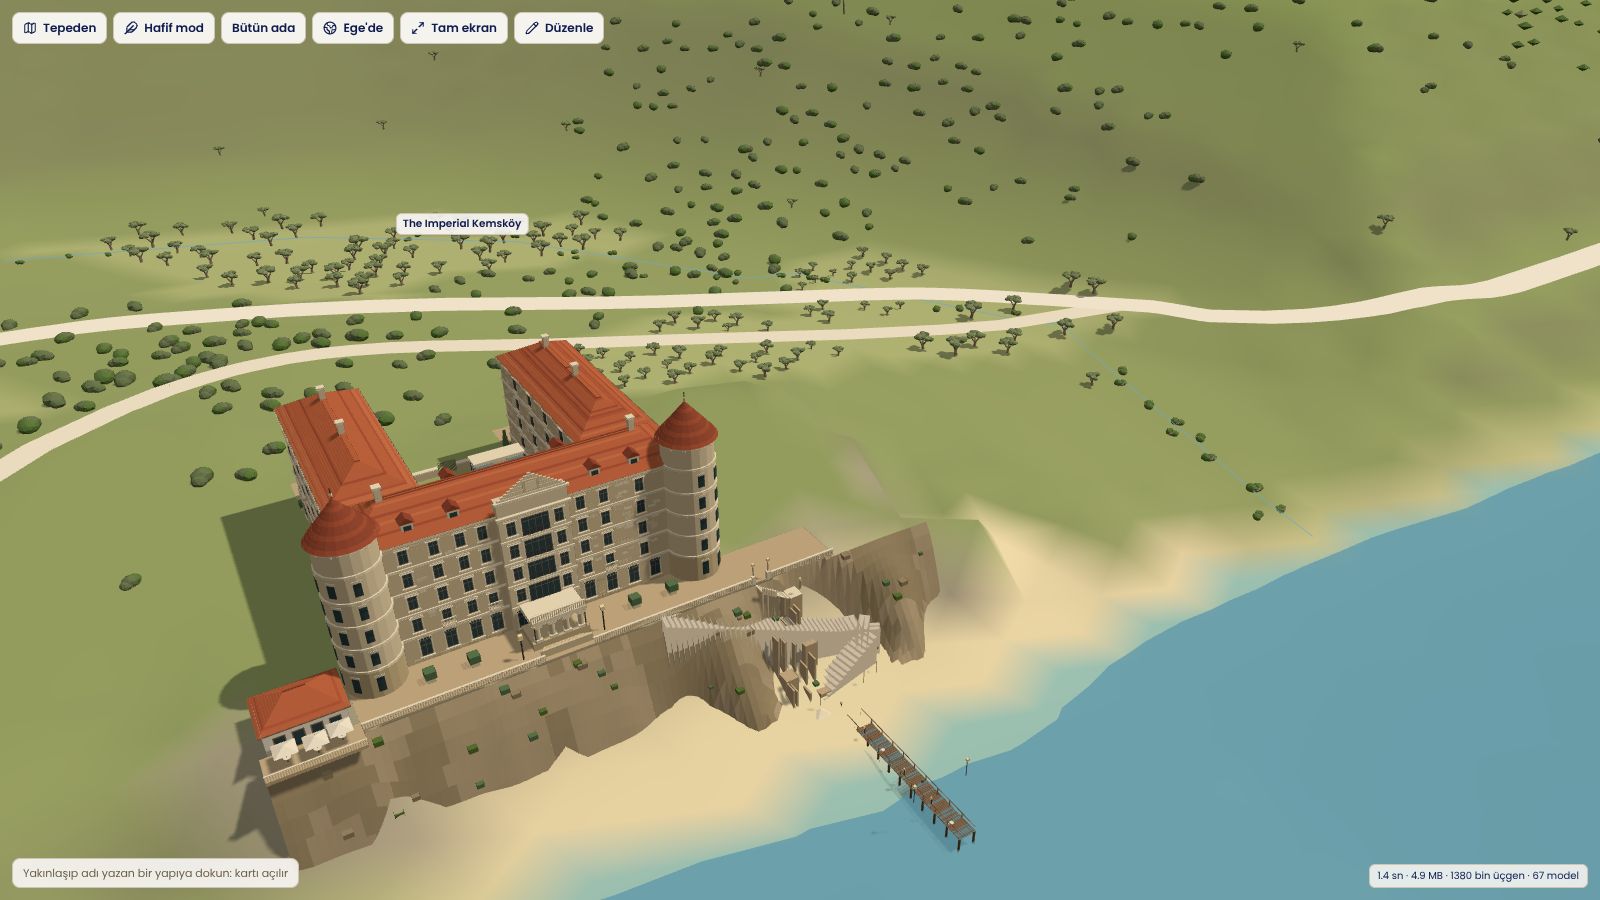 Tepeden
Hafif mod
Bütün ada
Ege'de
Tam ekran
Düzenle
The Imperial Kemsköy
Yakınlaşıp adı yazan bir yapıya dokun: kartı açılır
1.4 sn · 4.9 MB · 1380 bin üçgen · 67 model